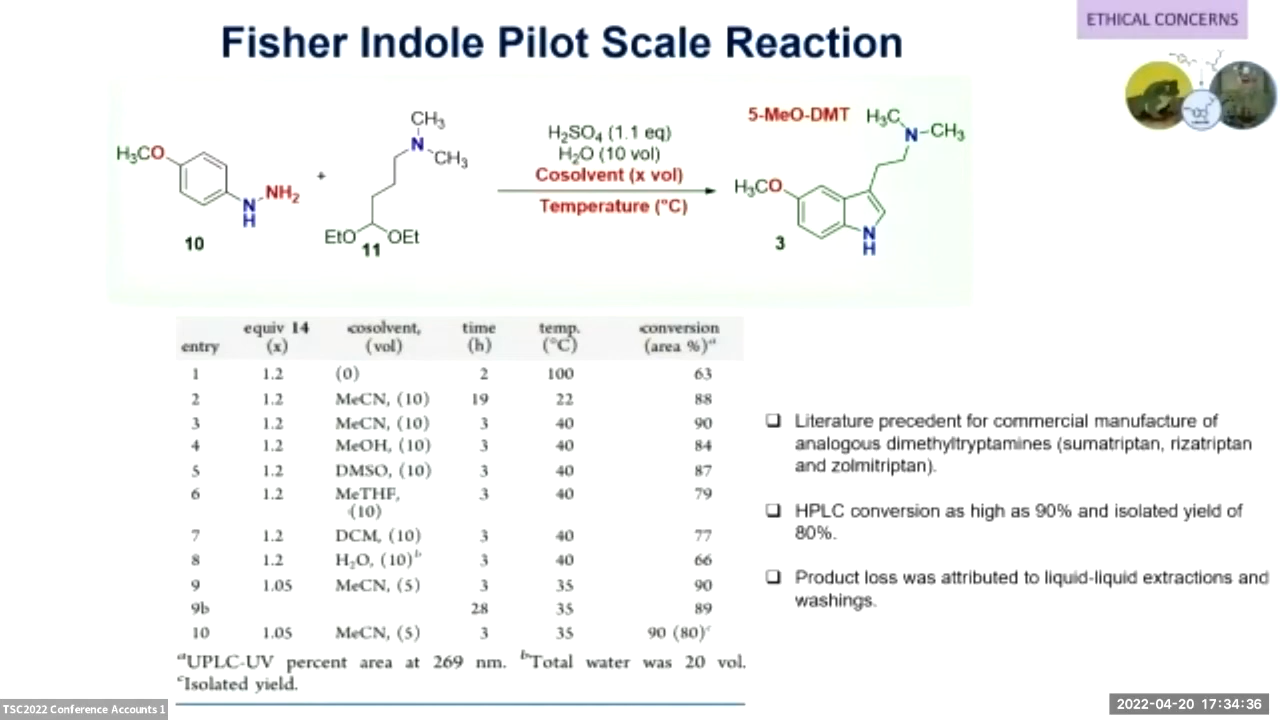 ETHICAL CONCERNS
Fisher Indole Pilot Scale Reaction
H₃CO
NH₂
N
H
10
+
CH₃
N
CH₃
EtO
OEt
11
H₂SO₄ (1.1 eq)
H₂O (10 vol)
Cosolvent (x vol)
Temperature (°C)
5-MeO-DMT
H₃C
N
CH₃
H₃CO
N
H
3
entry equiv 14 (x) cosolvent, (vol) time (h) temp. (°C) conversion (area %)ᵃ
1 1.2 (0) 2 100 63
2 1.2 MeCN, (10) 19 22 88
3 1.2 MeCN, (10) 3 40 90
4 1.2 MeOH, (10) 3 40 84
5 1.2 DMSO, (10) 3 40 87
6 1.2 MeTHF, (10) 3 40 79
7 1.2 DCM, (10) 3 40 77
8 1.2 H₂O, (10)ᵇ 3 40 66
9 1.05 MeCN, (5) 3 35 90
9b 28 35 89
10 1.05 MeCN, (5) 3 35 90 (80)ᶜ
ᵃUPLC-UV percent area at 269 nm. ᵇTotal water was 20 vol.
ᶜIsolated yield.
❑ Literature precedent for commercial manufacture of
analogous dimethyltryptamines (sumatriptan, rizatriptan
and zolmitriptan).
❑ HPLC conversion as high as 90% and isolated yield of
80%.
❑ Product loss was attributed to liquid-liquid extractions and
washings.
TSC2022 Conference Accounts 1
2022-04-20 17:34:36